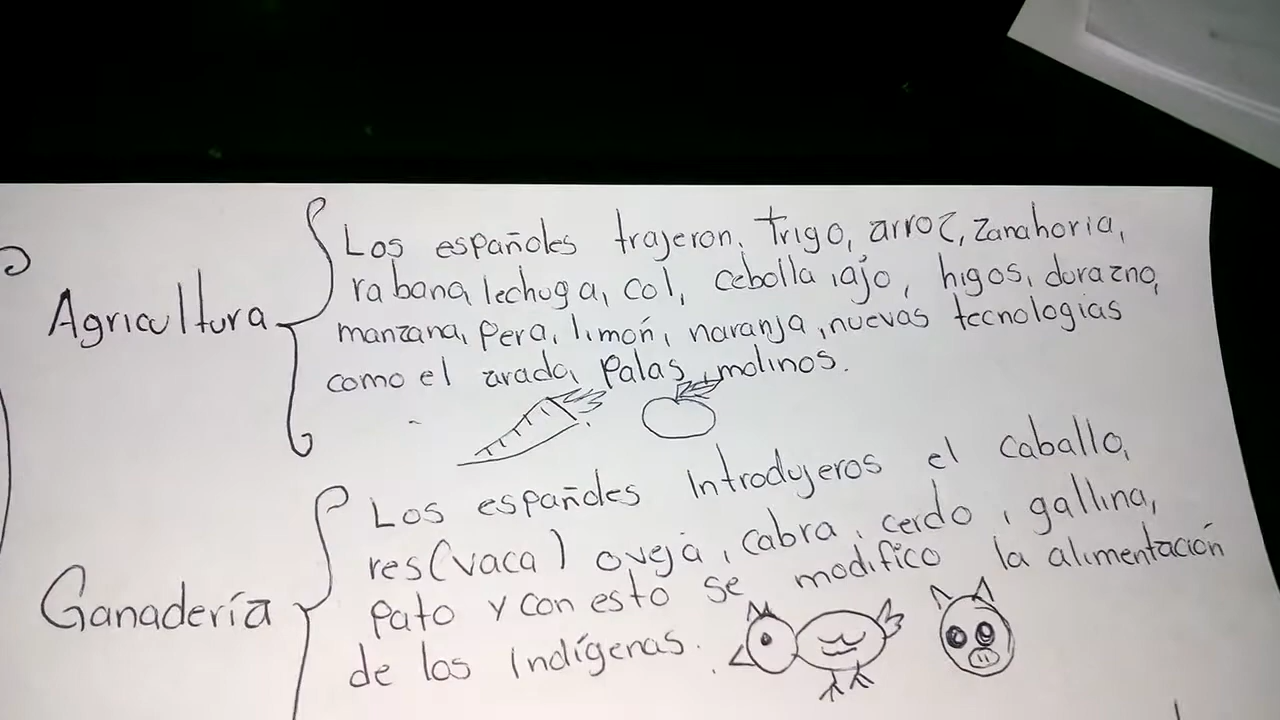 Agricultura
Los españoles trajeron, trigo, arroz, zanahoria,
rabano, lechuga, col, cebolla, ajo, higos, durazno,
manzana, pera, limón, naranja, nuevas tecnologias
como el arado, palas, molinos.
Ganadería
Los españoles introdujeros el caballo,
res(vaca) oveja, cabra, cerdo, gallina,
pato y con esto se modifico la alimentación
de los indígenas.